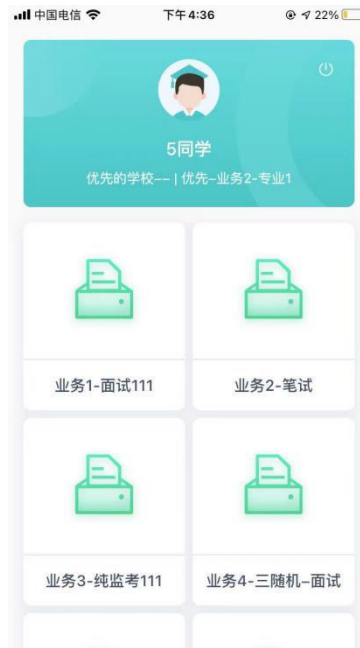 中国电信 下午4:36 22%
5同学
优先的学校-- | 优先-业务2-专业1
业务1-面试111 业务2-笔试
业务3-纯监考111 业务4-三随机-面试